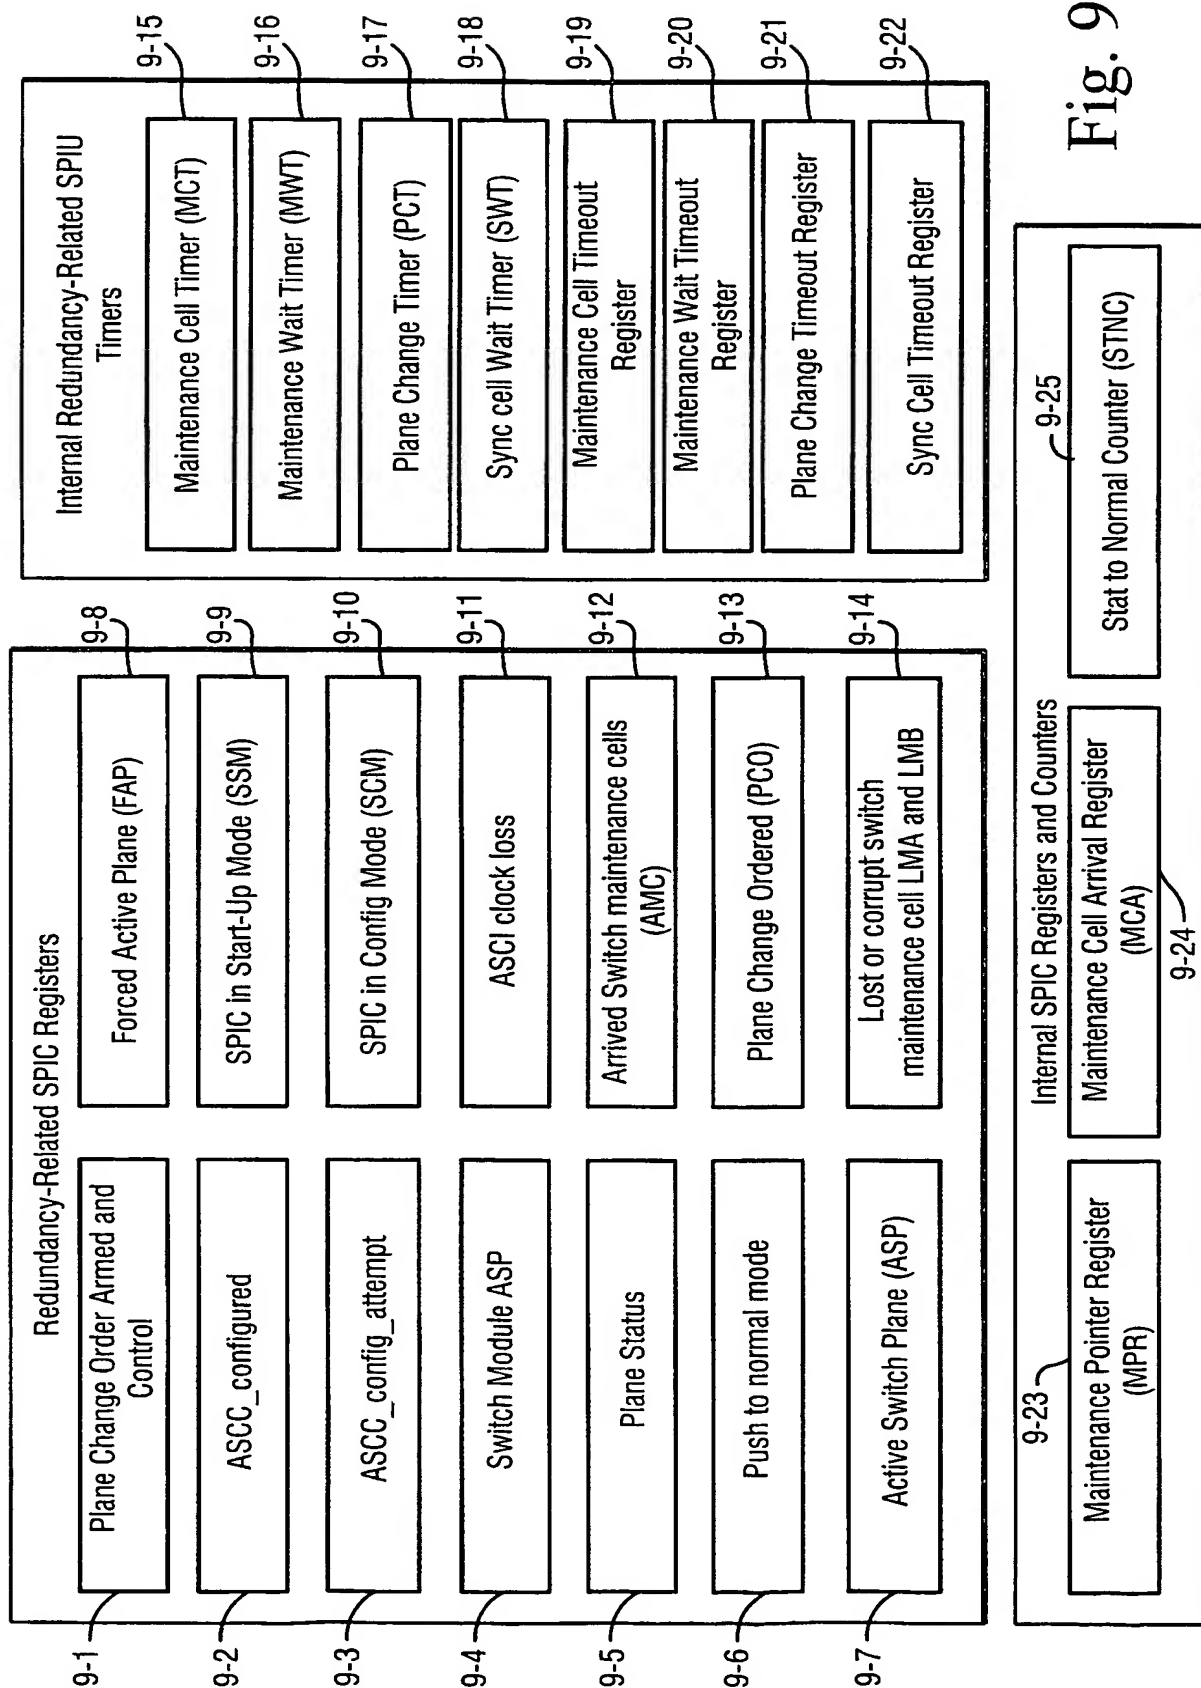 Redundancy-Related SPIC Registers
9-1
Plane Change Order Armed and
Control
9-2
ASCC_configured
9-3
ASCC_config_attempt
9-4
Switch Module ASP
9-5
Plane Status
9-6
Push to normal mode
9-7
Active Switch Plane (ASP)
9-8
Forced Active Plane (FAP)
9-9
SPIC in Start-Up Mode (SSM)
9-10
SPIC in Config Mode (SCM)
9-11
ASCI clock loss
9-12
Arrived Switch maintenance cells
(AMC)
9-13
Plane Change Ordered (PCO)
9-14
Lost or corrupt switch
maintenance cell LMA and LMB
Internal Redundancy-Related SPIU
Timers
9-15
Maintenance Cell Timer (MCT)
9-16
Maintenance Wait Timer (MWT)
9-17
Plane Change Timer (PCT)
9-18
Sync cell Wait Timer (SWT)
9-19
Maintenance Cell Timeout
Register
9-20
Maintenance Wait Timeout
Register
9-21
Plane Change Timeout Register
9-22
Sync Cell Timeout Register
Internal SPIC Registers and Counters
9-23
Maintenance Pointer Register
(MPR)
Maintenance Cell Arrival Register
(MCA)
9-24
9-25
Stat to Normal Counter (STNC)
Fig. 9